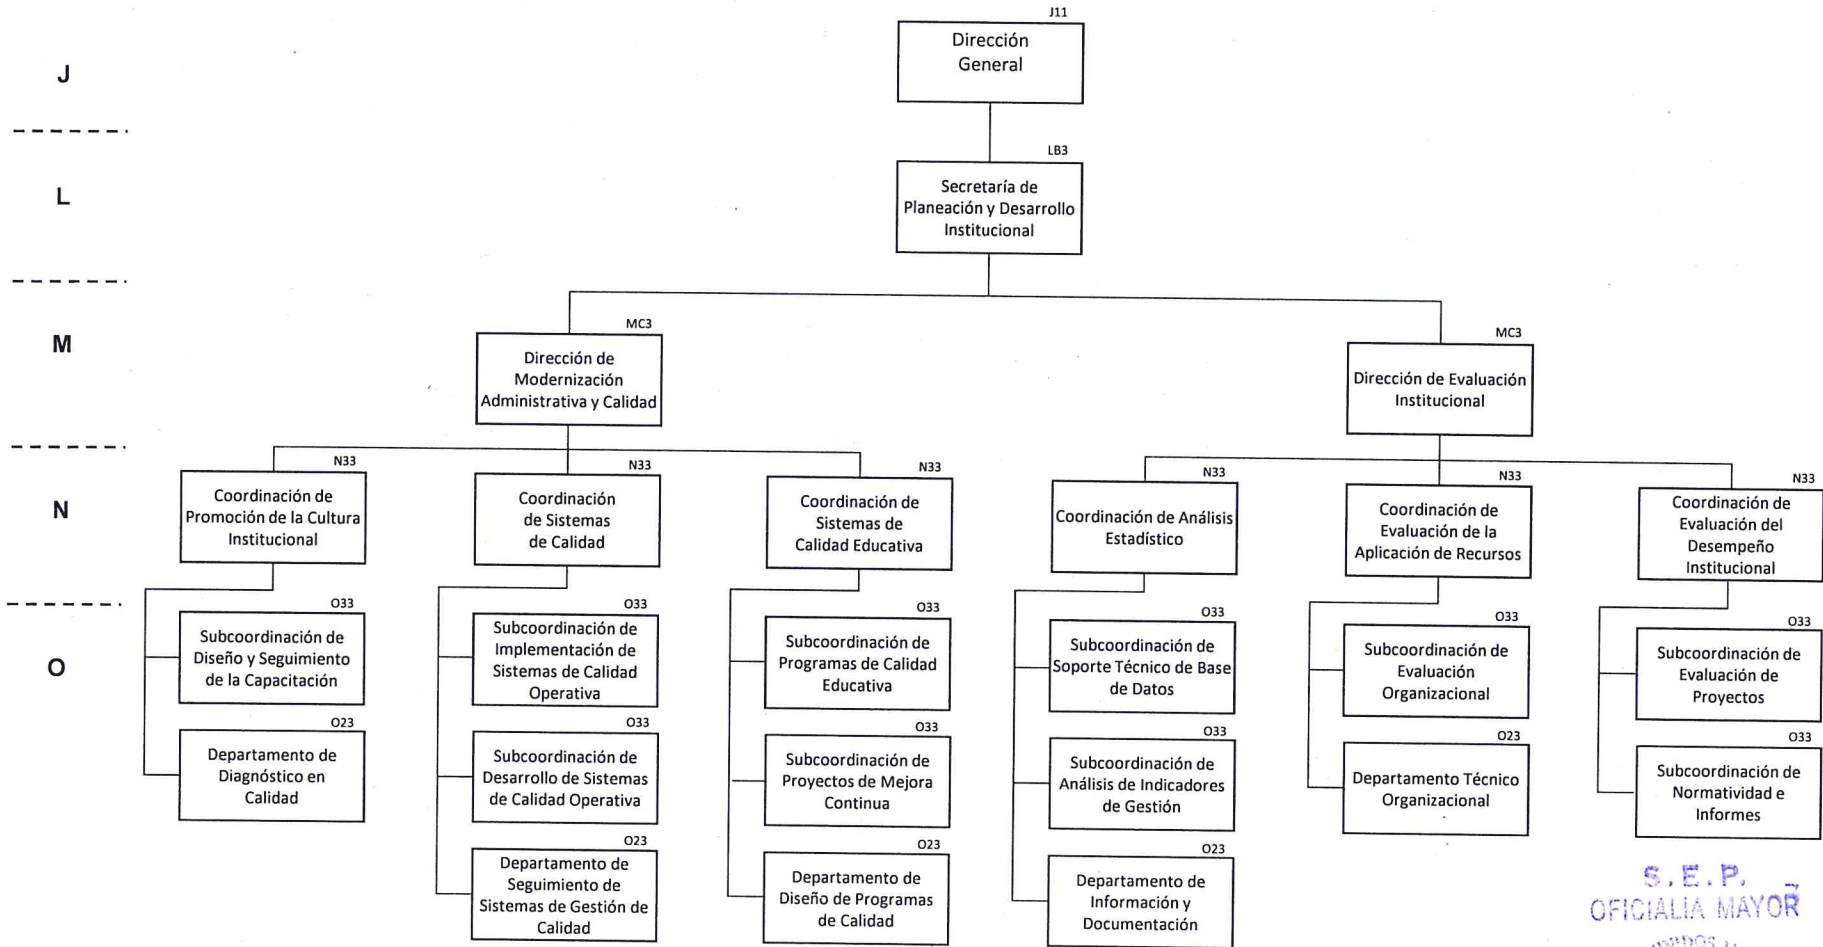 J11
Dirección
General
J
LB3
Secretaría de
Planeación y Desarrollo
Institucional
L
MC3
Dirección de
Modernización
Administrativa y Calidad
MC3
Dirección de Evaluación
Institucional
M
N33
Coordinación de
Promoción de la Cultura
Institucional
N33
Coordinación
de Sistemas
de Calidad
N33
Coordinación de
Sistemas de
Calidad Educativa
N33
Coordinación de Análisis
Estadístico
N33
Coordinación de
Evaluación de la
Aplicación de Recursos
N33
Coordinación de
Evaluación del
Desempeño
Institucional
N
O33
Subcoordinación de
Diseño y Seguimiento
de la Capacitación
O33
Subcoordinación de
Implementación de
Sistemas de Calidad
Operativa
O33
Subcoordinación de
Programas de Calidad
Educativa
O33
Subcoordinación de
Soporte Técnico de Base
de Datos
O33
Subcoordinación de
Evaluación
Organizacional
O33
Subcoordinación de
Evaluación de
Proyectos
O
O23
Departamento de
Diagnóstico en
Calidad
O33
Subcoordinación de
Desarrollo de Sistemas
de Calidad Operativa
O33
Subcoordinación de
Proyectos de Mejora
Continua
O33
Subcoordinación de
Análisis de Indicadores
de Gestión
O23
Departamento Técnico
Organizacional
O33
Subcoordinación de
Normatividad e
Informes
O23
Departamento de
Seguimiento de
Sistemas de Gestión de
Calidad
O23
Departamento de
Diseño de Programas
de Calidad
O23
Departamento de
Información y
Documentación
S.E.P.
OFICIALIA MAYOR